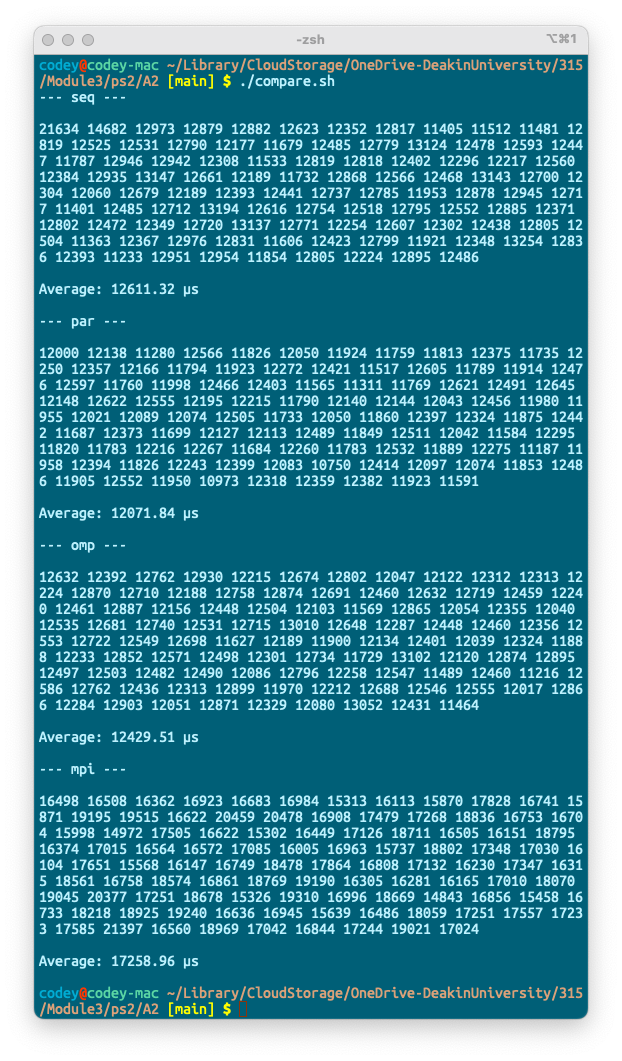 -zsh
⌥⌘1
codey@codey-mac ~/Library/CloudStorage/OneDrive-DeakinUniversity/315
/Module3/ps2/A2 [main] $ ./compare.sh
--- seq ---
21634 14682 12973 12879 12882 12623 12352 12817 11405 11512 11481 12
819 12525 12531 12790 12177 11679 12485 12779 13124 12478 12593 1244
7 11787 12946 12942 12308 11533 12819 12818 12402 12296 12217 12560
12384 12935 13147 12661 12189 11732 12868 12566 12468 13143 12700 12
304 12060 12679 12189 12393 12441 12737 12785 11953 12878 12945 1271
7 11401 12485 12712 13194 12616 12754 12518 12795 12552 12885 12371
12802 12472 12349 12720 13137 12771 12254 12607 12302 12438 12805 12
504 11363 12367 12976 12831 11606 12423 12799 11921 12348 13254 1283
6 12393 11233 12951 12954 11854 12805 12224 12895 12486
Average: 12611.32 µs
--- par ---
12000 12138 11280 12566 11826 12050 11924 11759 11813 12375 11735 12
250 12357 12166 11794 11923 12272 12421 11517 12605 11789 11914 1247
6 12597 11760 11998 12466 12403 11565 11311 11769 12621 12491 12645
12148 12622 12555 12195 12215 11790 12140 12144 12043 12456 11980 11
955 12021 12089 12074 12505 11733 12050 11860 12397 12324 11875 1244
2 11687 12373 11699 12127 12113 12489 11849 12511 12042 11584 12295
11820 11783 12216 12267 11684 12260 11783 12532 11889 12275 11187 11
958 12394 11826 12243 12399 12083 10750 12414 12097 12074 11853 1248
6 11905 12552 11950 10973 12318 12359 12382 11923 11591
Average: 12071.84 µs
--- omp ---
12632 12392 12762 12930 12215 12674 12802 12047 12122 12312 12313 12
224 12870 12710 12188 12758 12874 12691 12460 12632 12719 12459 1224
0 12461 12887 12156 12448 12504 12103 11569 12865 12054 12355 12040
12535 12681 12740 12531 12715 13010 12648 12287 12448 12460 12356 12
553 12722 12549 12698 11627 12189 11900 12134 12401 12039 12324 1188
8 12233 12852 12571 12498 12301 12734 11729 13102 12120 12874 12895
12497 12503 12482 12490 12086 12796 12258 12547 11489 12460 11216 12
586 12762 12436 12313 12899 11970 12212 12688 12546 12555 12017 1286
6 12284 12903 12051 12871 12329 12080 13052 12431 11464
Average: 12429.51 µs
--- mpi ---
16498 16508 16362 16923 16683 16984 15313 16113 15870 17828 16741 15
871 19195 19515 16622 20459 20478 16908 17479 17268 18836 16753 1670
4 15998 14972 17505 16622 15302 16449 17126 18711 16505 16151 18795
16374 17015 16564 16572 17085 16005 16963 15737 18802 17348 17030 16
104 17651 15568 16147 16749 18478 17864 16808 17132 16230 17347 1631
5 18561 16758 18574 16861 18769 19190 16305 16281 16165 17010 18070
19045 20377 17251 18678 15326 19310 16996 18669 14843 16856 15458 16
733 18218 18925 19240 16636 16945 15639 16486 18059 17251 17557 1723
3 17585 21397 16560 18969 17042 16844 17244 19021 17024
Average: 17258.96 µs
codey@codey-mac ~/Library/CloudStorage/OneDrive-DeakinUniversity/315
/Module3/ps2/A2 [main] $